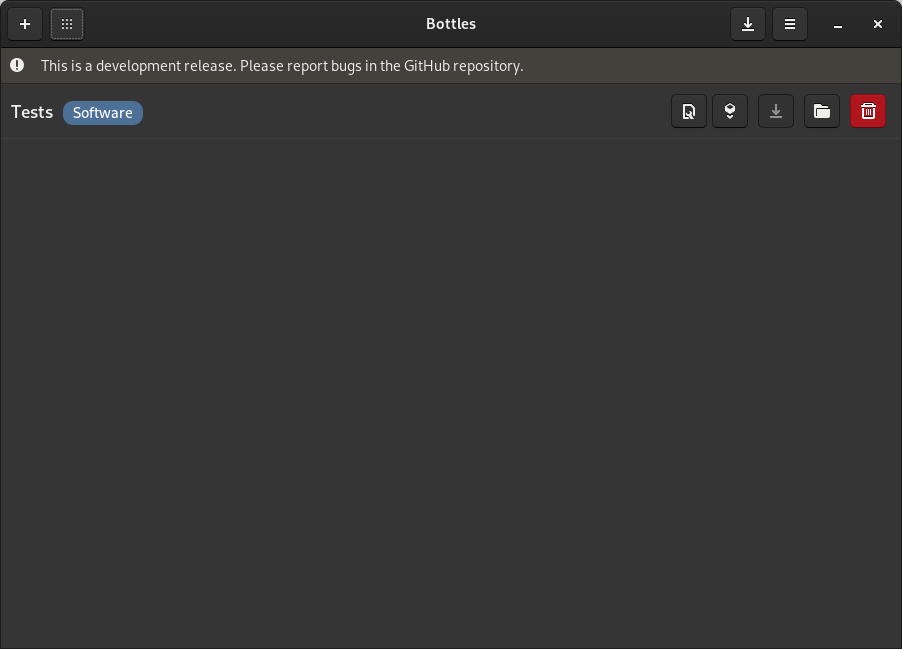 Bottles
This is a development release. Please report bugs in the GitHub repository.
Tests Software